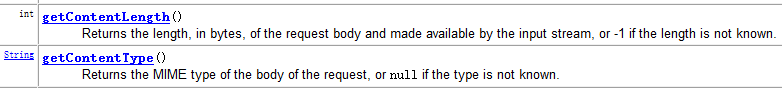 int getContentLength()
Returns the length, in bytes, of the request body and made available by the input stream, or -1 if the length is not known.
String getContentType()
Returns the MIME type of the body of the request, or null if the type is not known.